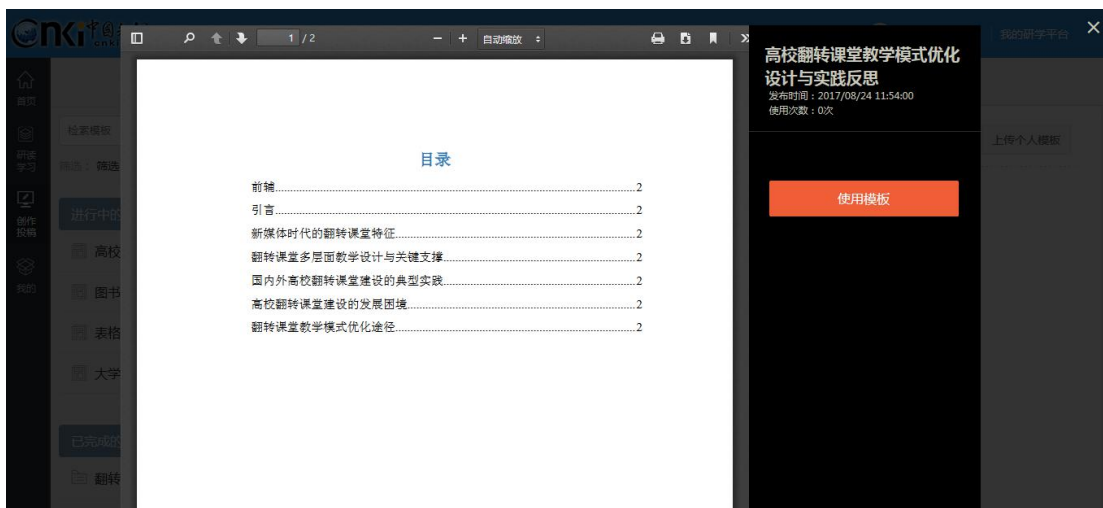 cnki 中国
cnki
1 / 2
自动缩放
我的研学平台
首页
研读
学习
创作
投稿
我的
检索模板
上传个人模板
筛选
进行中的
高校
图书
表格
大学
已完成的
翻转
目录
前辅 2
引言 2
新媒体时代的翻转课堂特征 2
翻转课堂多层面教学设计与关键支撑 2
国内外高校翻转课堂建设的典型实践 2
高校翻转课堂建设的发展困境 2
翻转课堂教学模式优化途径 2
高校翻转课堂教学模式优化
设计与实践反思
发布时间：2017/08/24 11:54:00
使用次数：0次
使用模板